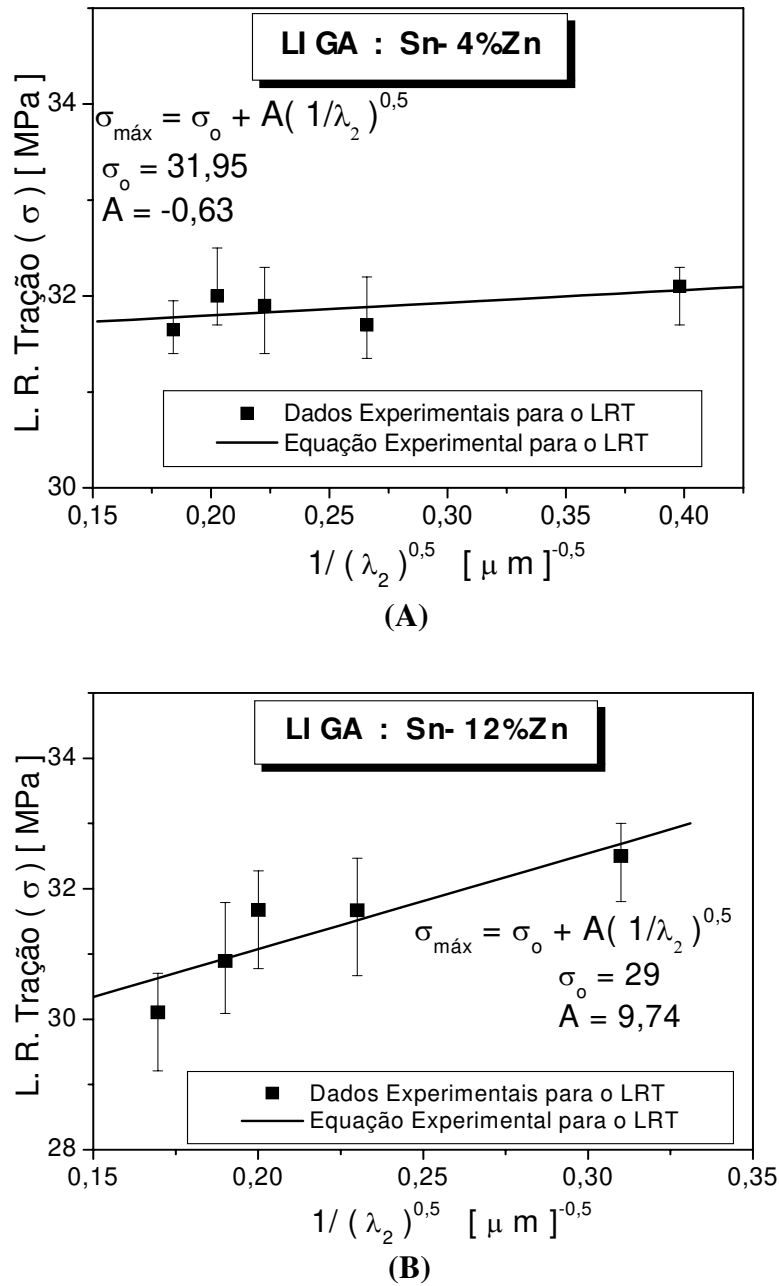 LIGA : Sn-4%Zn
σmáx = σo + A( 1/λ2 )^0,5
σo = 31,95
A = -0,63
L. R. Tração ( σ ) [ MPa ]
34
32
30
Dados Experimentais para o LRT
Equação Experimental para o LRT
0,15 0,20 0,25 0,30 0,35 0,40
1/ ( λ2 )^0,5 [ μ m ]^-0,5
(A)
LIGA : Sn-12%Zn
L. R. Tração ( σ ) [ MPa ]
34
32
30
28
σmáx = σo + A( 1/λ2 )^0,5
σo = 29
A = 9,74
Dados Experimentais para o LRT
Equação Experimental para o LRT
0,15 0,20 0,25 0,30 0,35
1/ ( λ2 )^0,5 [ μ m ]^-0,5
(B)